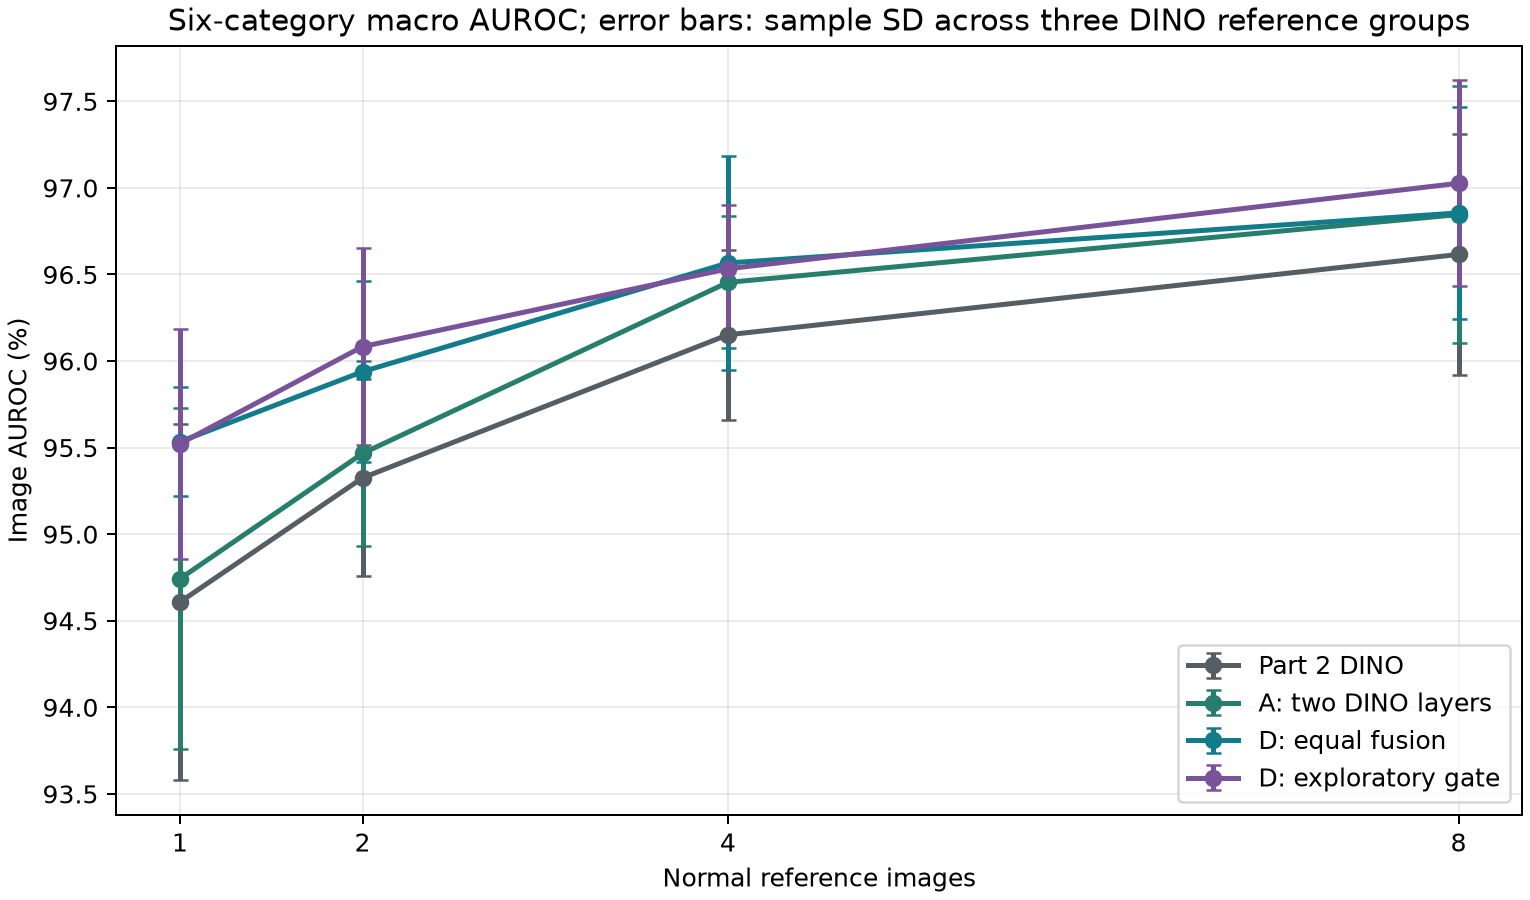 Six-category macro AUROC; error bars: sample SD across three DINO reference groups
Image AUROC (%)
97.5
97.0
96.5
96.0
95.5
95.0
94.5
94.0
93.5
1
2
4
8
Normal reference images
Part 2 DINO
A: two DINO layers
D: equal fusion
D: exploratory gate